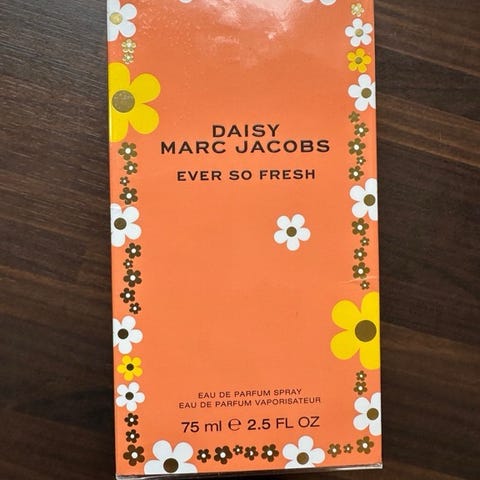 DAISY
MARC JACOBS
EVER SO FRESH
EAU DE PARFUM SPRAY
EAU DE PARFUM VAPORISATEUR
75 ml ℮ 2.5 FL OZ